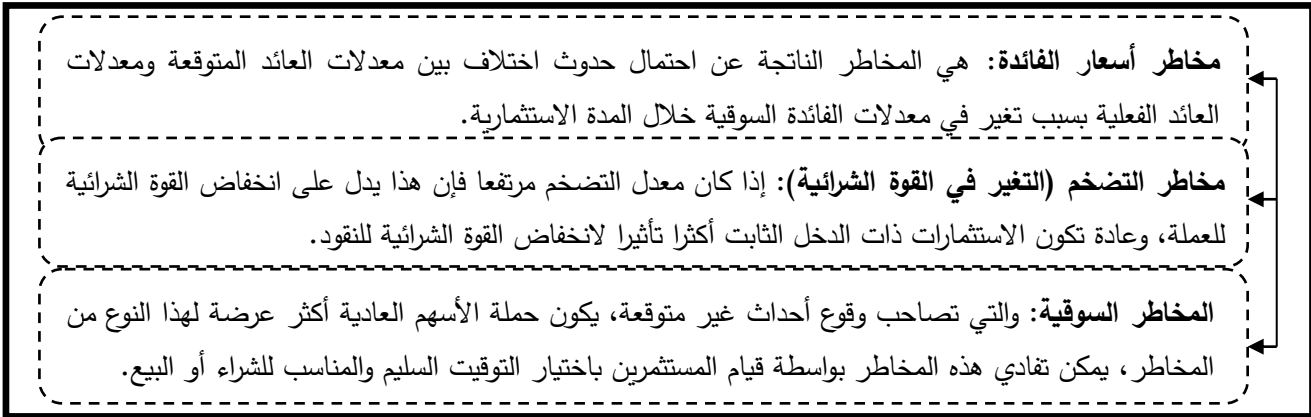 مخاطر أسعار الفائدة: هي المخاطر الناتجة عن احتمال حدوث اختلاف بين معدلات العائد المتوقعة ومعدلات
العائد الفعلية بسبب تغير في معدلات الفائدة السوقية خلال المدة الاستثمارية.
مخاطر التضخم (التغير في القوة الشرائية): إذا كان معدل التضخم مرتفعا فإن هذا يدل على انخفاض القوة الشرائية
للعملة، وعادة تكون الاستثمارات ذات الدخل الثابت أكثرا تأثيرا لانخفاض القوة الشرائية للنقود.
المخاطر السوقية: والتي تصاحب وقوع أحداث غير متوقعة، يكون حملة الأسهم العادية أكثر عرضة لهذا النوع من
المخاطر، يمكن تفادي هذه المخاطر بواسطة قيام المستثمرين باختيار التوقيت السليم والمناسب للشراء أو البيع.